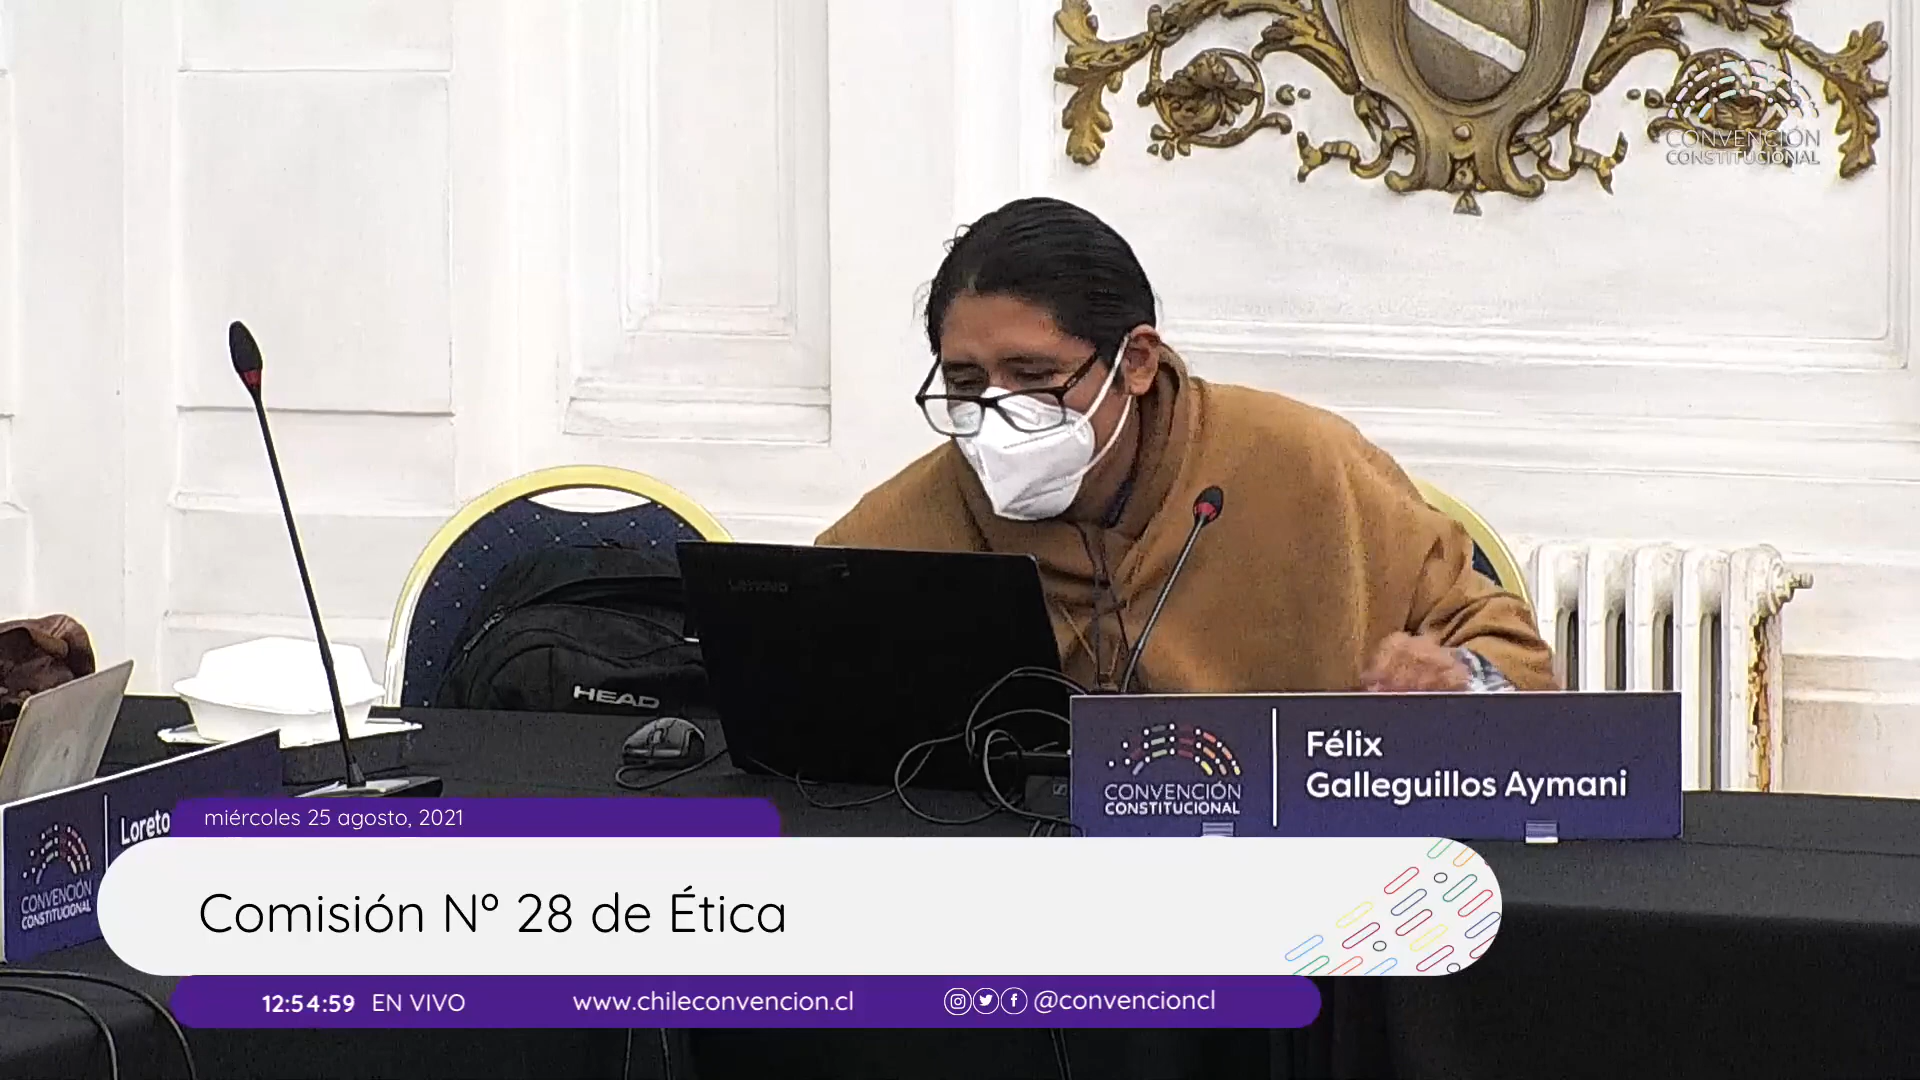 CONVENCIÓN
CONSTITUCIONAL
Lenovo
HEAD
CONVENCIÓN
CONSTITUCIONAL
Félix
Galleguillos Aymani
CONVENCIÓN
CONSTITUCIONAL
Loreto
miércoles 25 agosto, 2021
Comisión N° 28 de Ética
12:54:59 EN VIVO www.chileconvencion.cl @convencioncl